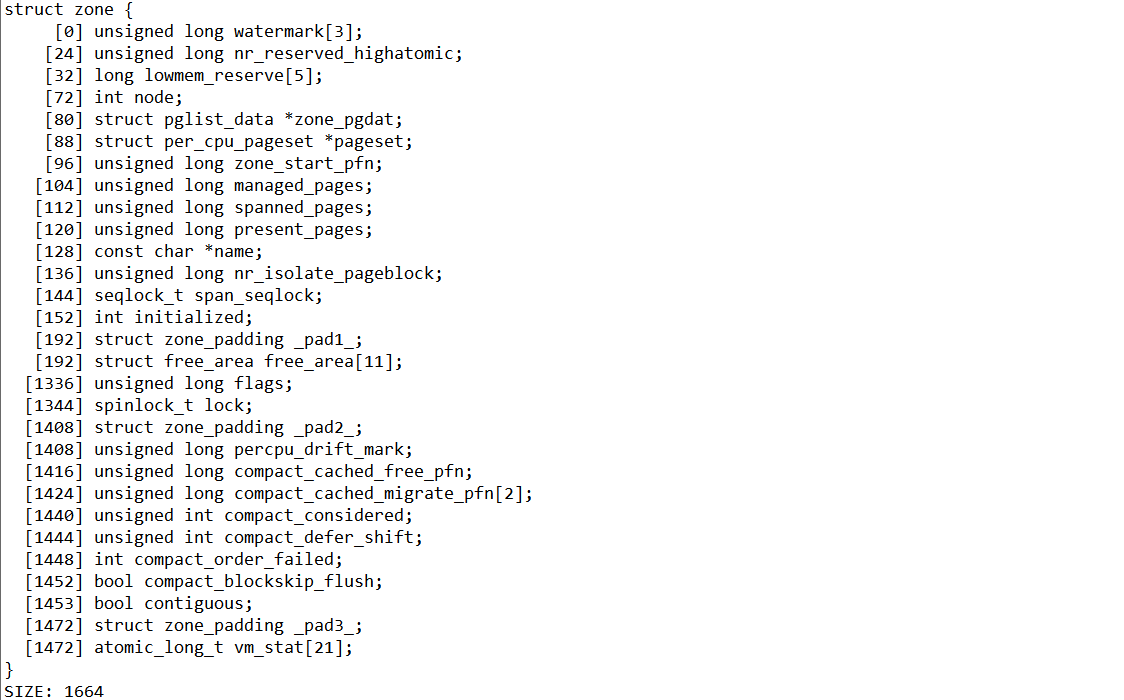 struct zone {
[0] unsigned long watermark[3];
[24] unsigned long nr_reserved_highatomic;
[32] long lowmem_reserve[5];
[72] int node;
[80] struct pglist_data *zone_pgdat;
[88] struct per_cpu_pageset *pageset;
[96] unsigned long zone_start_pfn;
[104] unsigned long managed_pages;
[112] unsigned long spanned_pages;
[120] unsigned long present_pages;
[128] const char *name;
[136] unsigned long nr_isolate_pageblock;
[144] seqlock_t span_seqlock;
[152] int initialized;
[192] struct zone_padding _pad1_;
[192] struct free_area free_area[11];
[1336] unsigned long flags;
[1344] spinlock_t lock;
[1408] struct zone_padding _pad2_;
[1408] unsigned long percpu_drift_mark;
[1416] unsigned long compact_cached_free_pfn;
[1424] unsigned long compact_cached_migrate_pfn[2];
[1440] unsigned int compact_considered;
[1444] unsigned int compact_defer_shift;
[1448] int compact_order_failed;
[1452] bool compact_blockskip_flush;
[1453] bool contiguous;
[1472] struct zone_padding _pad3_;
[1472] atomic_long_t vm_stat[21];
}
SIZE: 1664